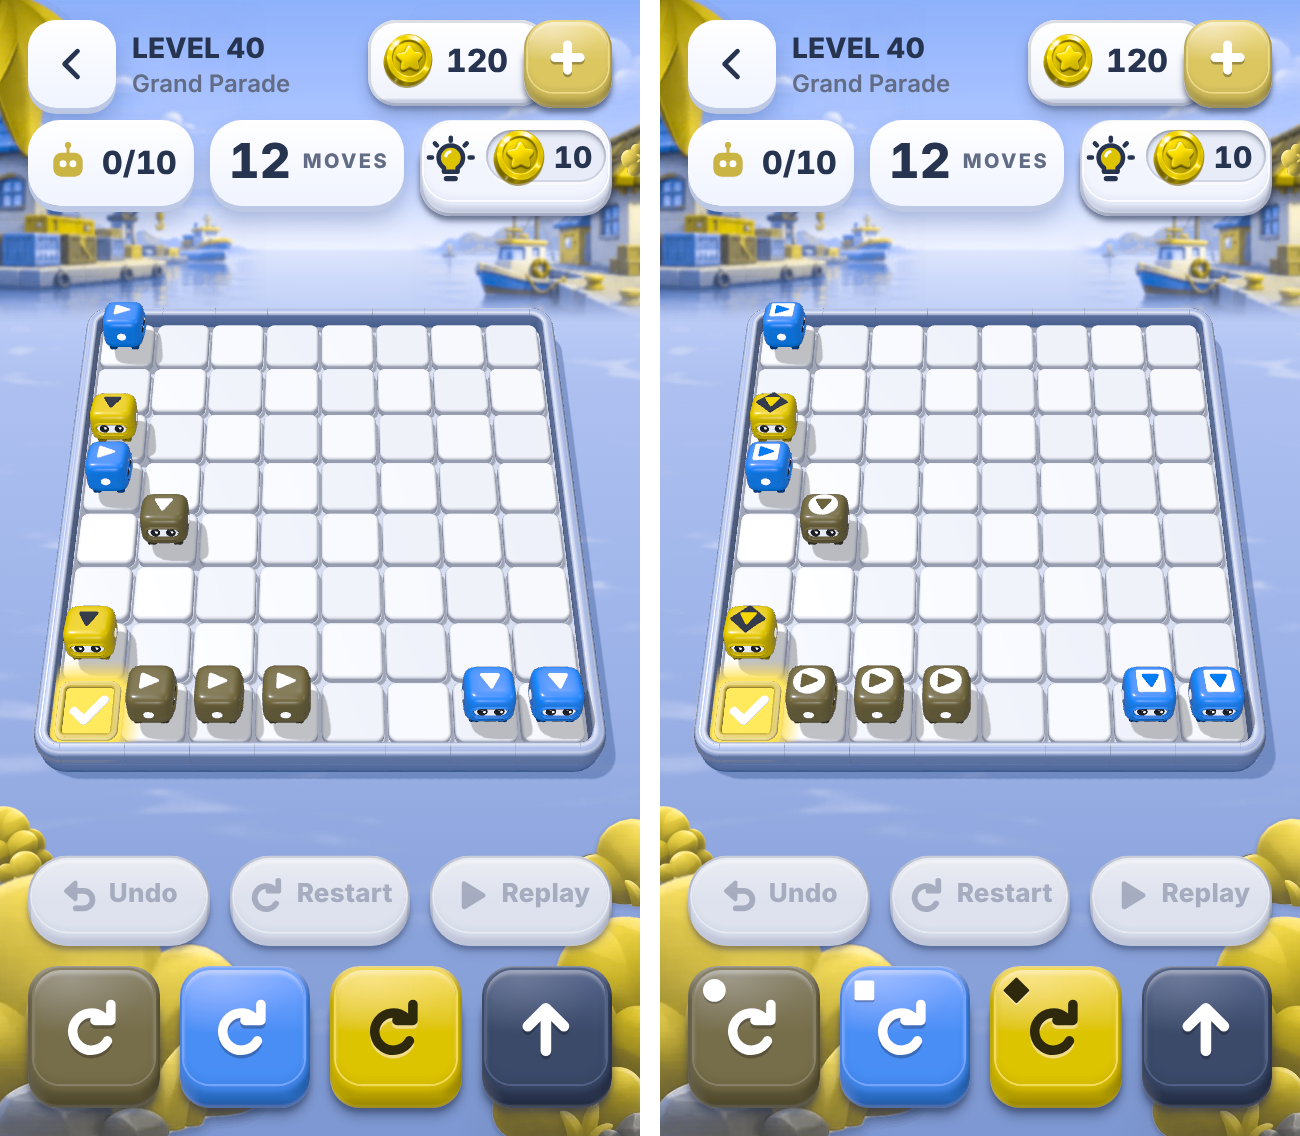 LEVEL 40
Grand Parade
120
0/10
12 MOVES
10
Undo
Restart
Replay
LEVEL 40
Grand Parade
120
0/10
12 MOVES
10
Undo
Restart
Replay